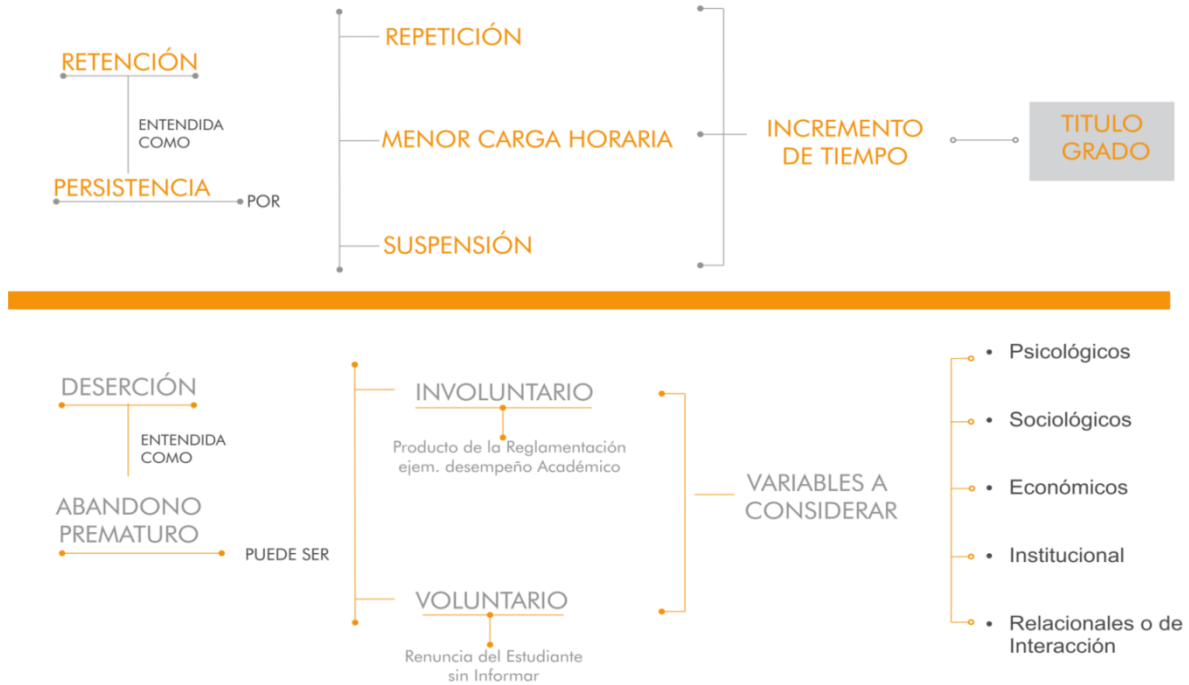 RETENCIÓN
ENTENDIDA
COMO
PERSISTENCIA
POR
REPETICIÓN
MENOR CARGA HORARIA
SUSPENSIÓN
INCREMENTO
DE TIEMPO
TITULO
GRADO
DESERCIÓN
ENTENDIDA
COMO
ABANDONO
PREMATURO
PUEDE SER
INVOLUNTARIO
Producto de la Reglamentación
ejem. desempeño Académico
VOLUNTARIO
Renuncia del Estudiante
sin Informar
VARIABLES A
CONSIDERAR
• Psicológicos
• Sociológicos
• Económicos
• Institucional
• Relacionales o de
Interacción